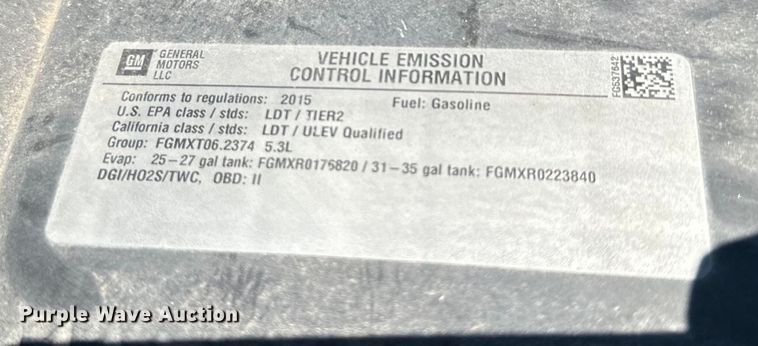 GM GENERAL MOTORS LLC
VEHICLE EMISSION
CONTROL INFORMATION
FG637642
Conforms to regulations: 2015 Fuel: Gasoline
U.S. EPA class / stds: LDT / TIER2
California class / stds: LDT / ULEV Qualified
Group: FGMXT06.2374 5.3L
Evap: 25-27 gal tank: FGMXR0176820 / 31-35 gal tank: FGMXR0223840
DGI/HO2S/TWC, OBD: II
Purple Wave Auction